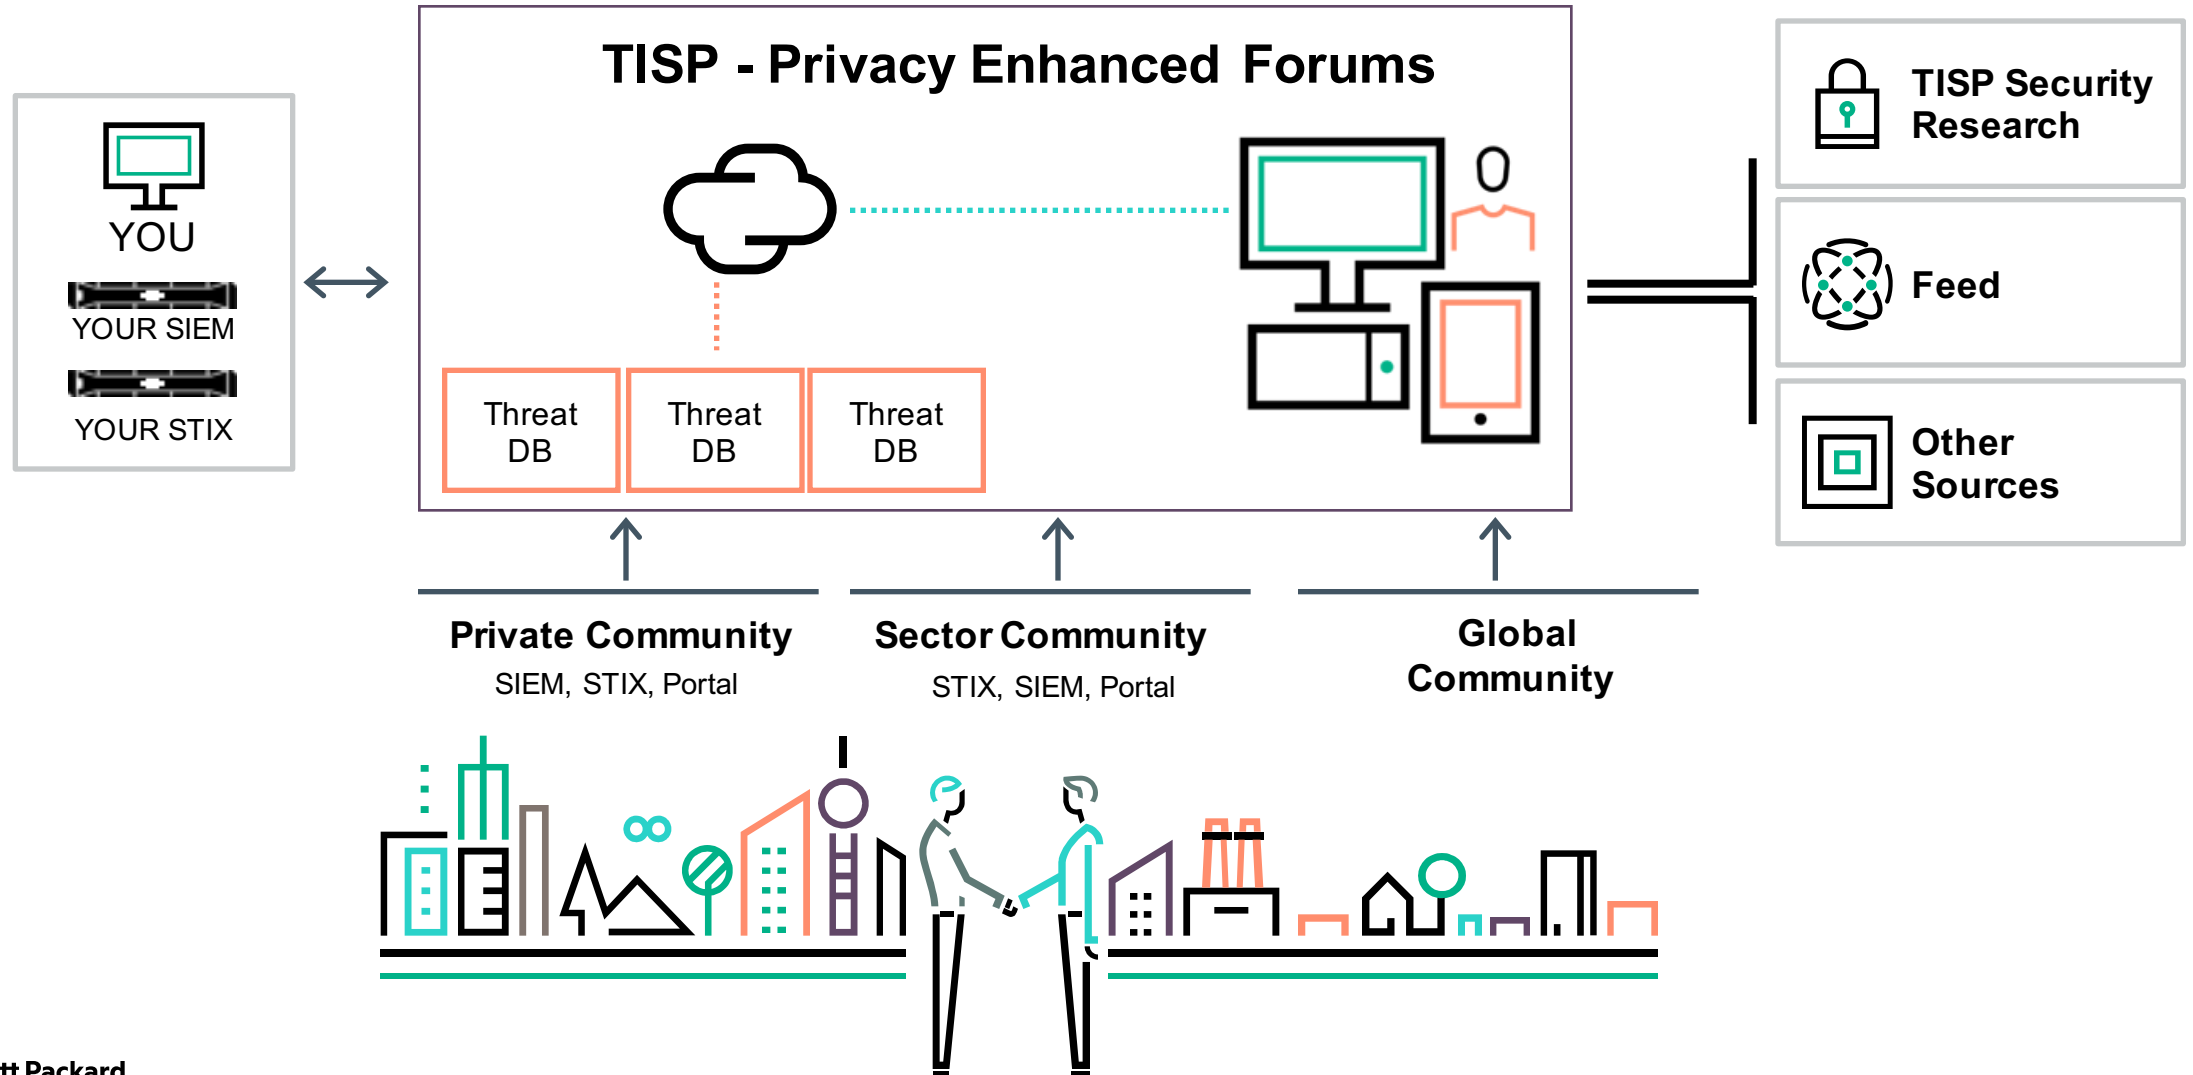 TISP - Privacy Enhanced Forums
YOU
YOUR SIEM
YOUR STIX
Threat
DB
Threat
DB
Threat
DB
TISP Security
Research
Feed
Other
Sources
Private Community
SIEM, STIX, Portal
Sector Community
STIX, SIEM, Portal
Global
Community
tt Packard